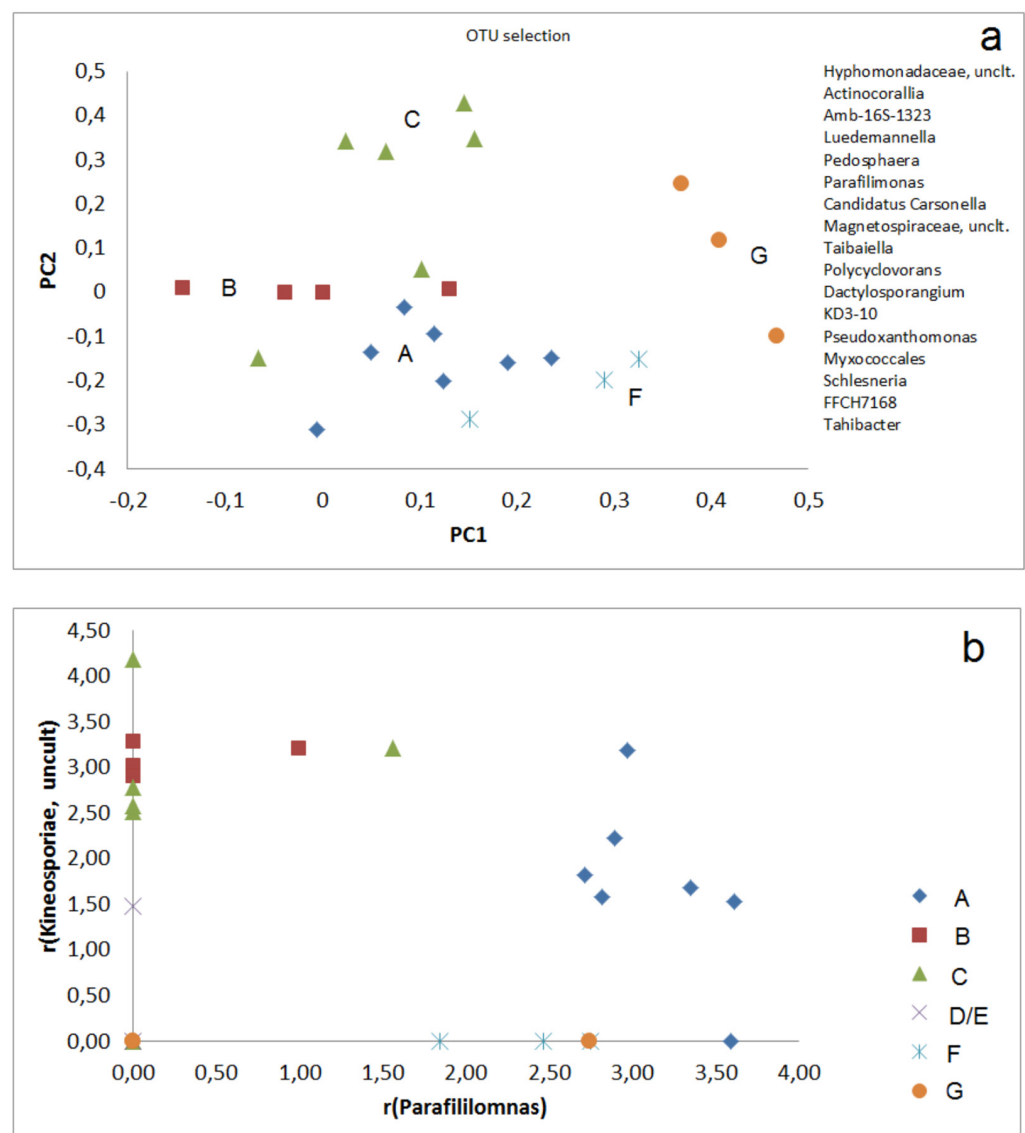 OTU selection
a
0,5
0,4
0,3
0,2
0,1
0
-0,1
-0,2
-0,3
-0,4
PC2
C
B
A
G
F
-0,2
-0,1
0
0,1
0,2
0,3
0,4
0,5
PC1
Hyphomonadaceae, unclt.
Actinocorallia
Amb-16S-1323
Luedemannella
Pedosphaera
Parafilimonas
Candidatus Carsonella
Magnetospiraceae, unclt.
Taibaiella
Polycyclovorans
Dactylosporangium
KD3-10
Pseudoxanthomonas
Myxococcales
Schlesneria
FFCH7168
Tahibacter
b
4,50
4,00
3,50
3,00
2,50
2,00
1,50
1,00
0,50
0,00
r(Kineosporiae, uncult)
0,00
0,50
1,00
1,50
2,00
2,50
3,00
3,50
4,00
r(Parafililomnas)
A
B
C
D/E
F
G